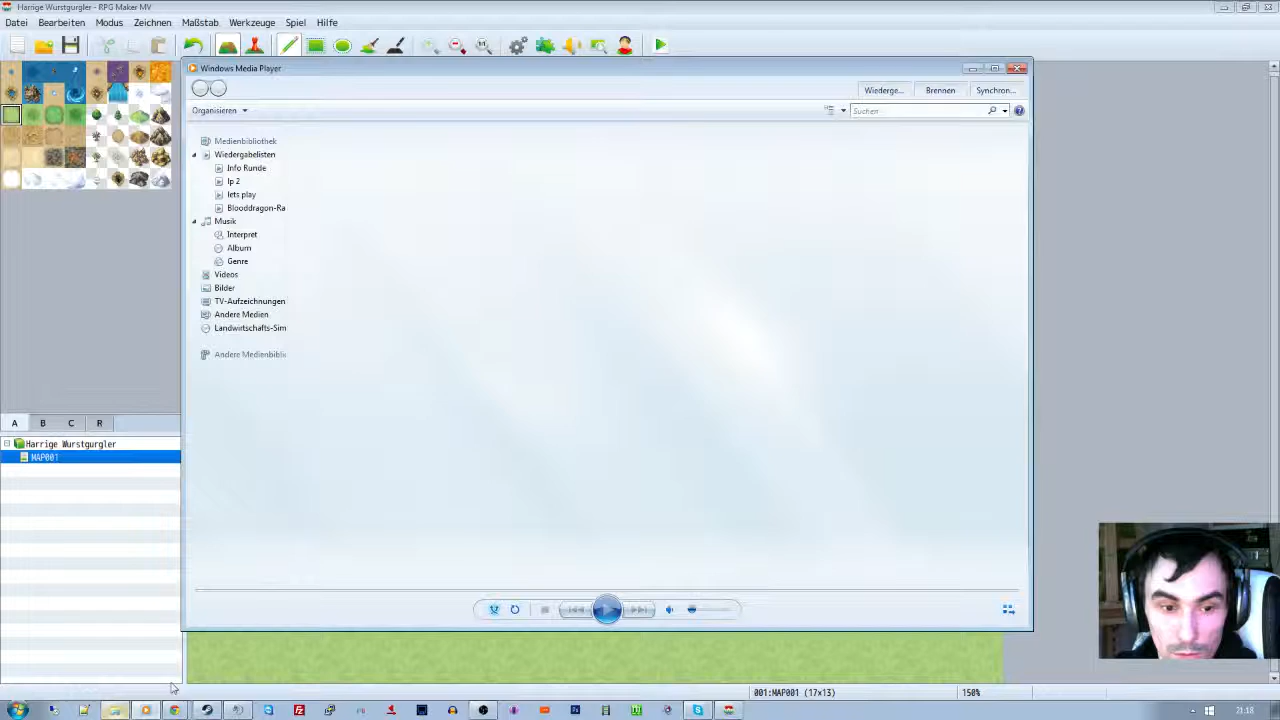 Harrige Wurstgurgler - RPG Maker MV
Datei Bearbeiten Modus Zeichnen Maßstab Werkzeuge Spiel Hilfe
Windows Media Player
Wiederge... Brennen Synchron...
Organisieren
Suchen
Medienbibliothek
Wiedergabelisten
Info Runde
lp 2
lets play
Blooddragon-Ra
Musik
Interpret
Album
Genre
Videos
Bilder
TV-Aufzeichnungen
Andere Medien
Landwirtschafts-Sim
Andere Medienbiblic
A B C R
Harrige Wurstgurgler
MAP001
001:MAP001 (17x13) 150%
21:18